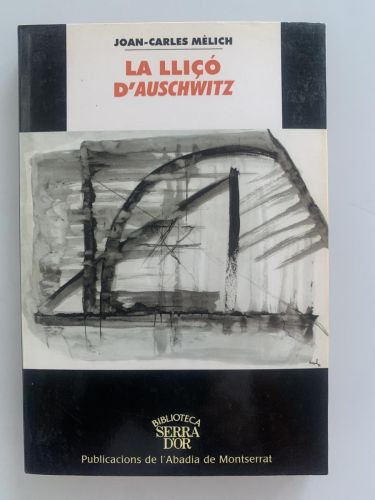 JOAN-CARLES MÈLICH
LA LLIÇÓ
D'AUSCHWITZ
BIBLIOTECA
SERRA
D'OR
Publicacions de l'Abadia de Montserrat